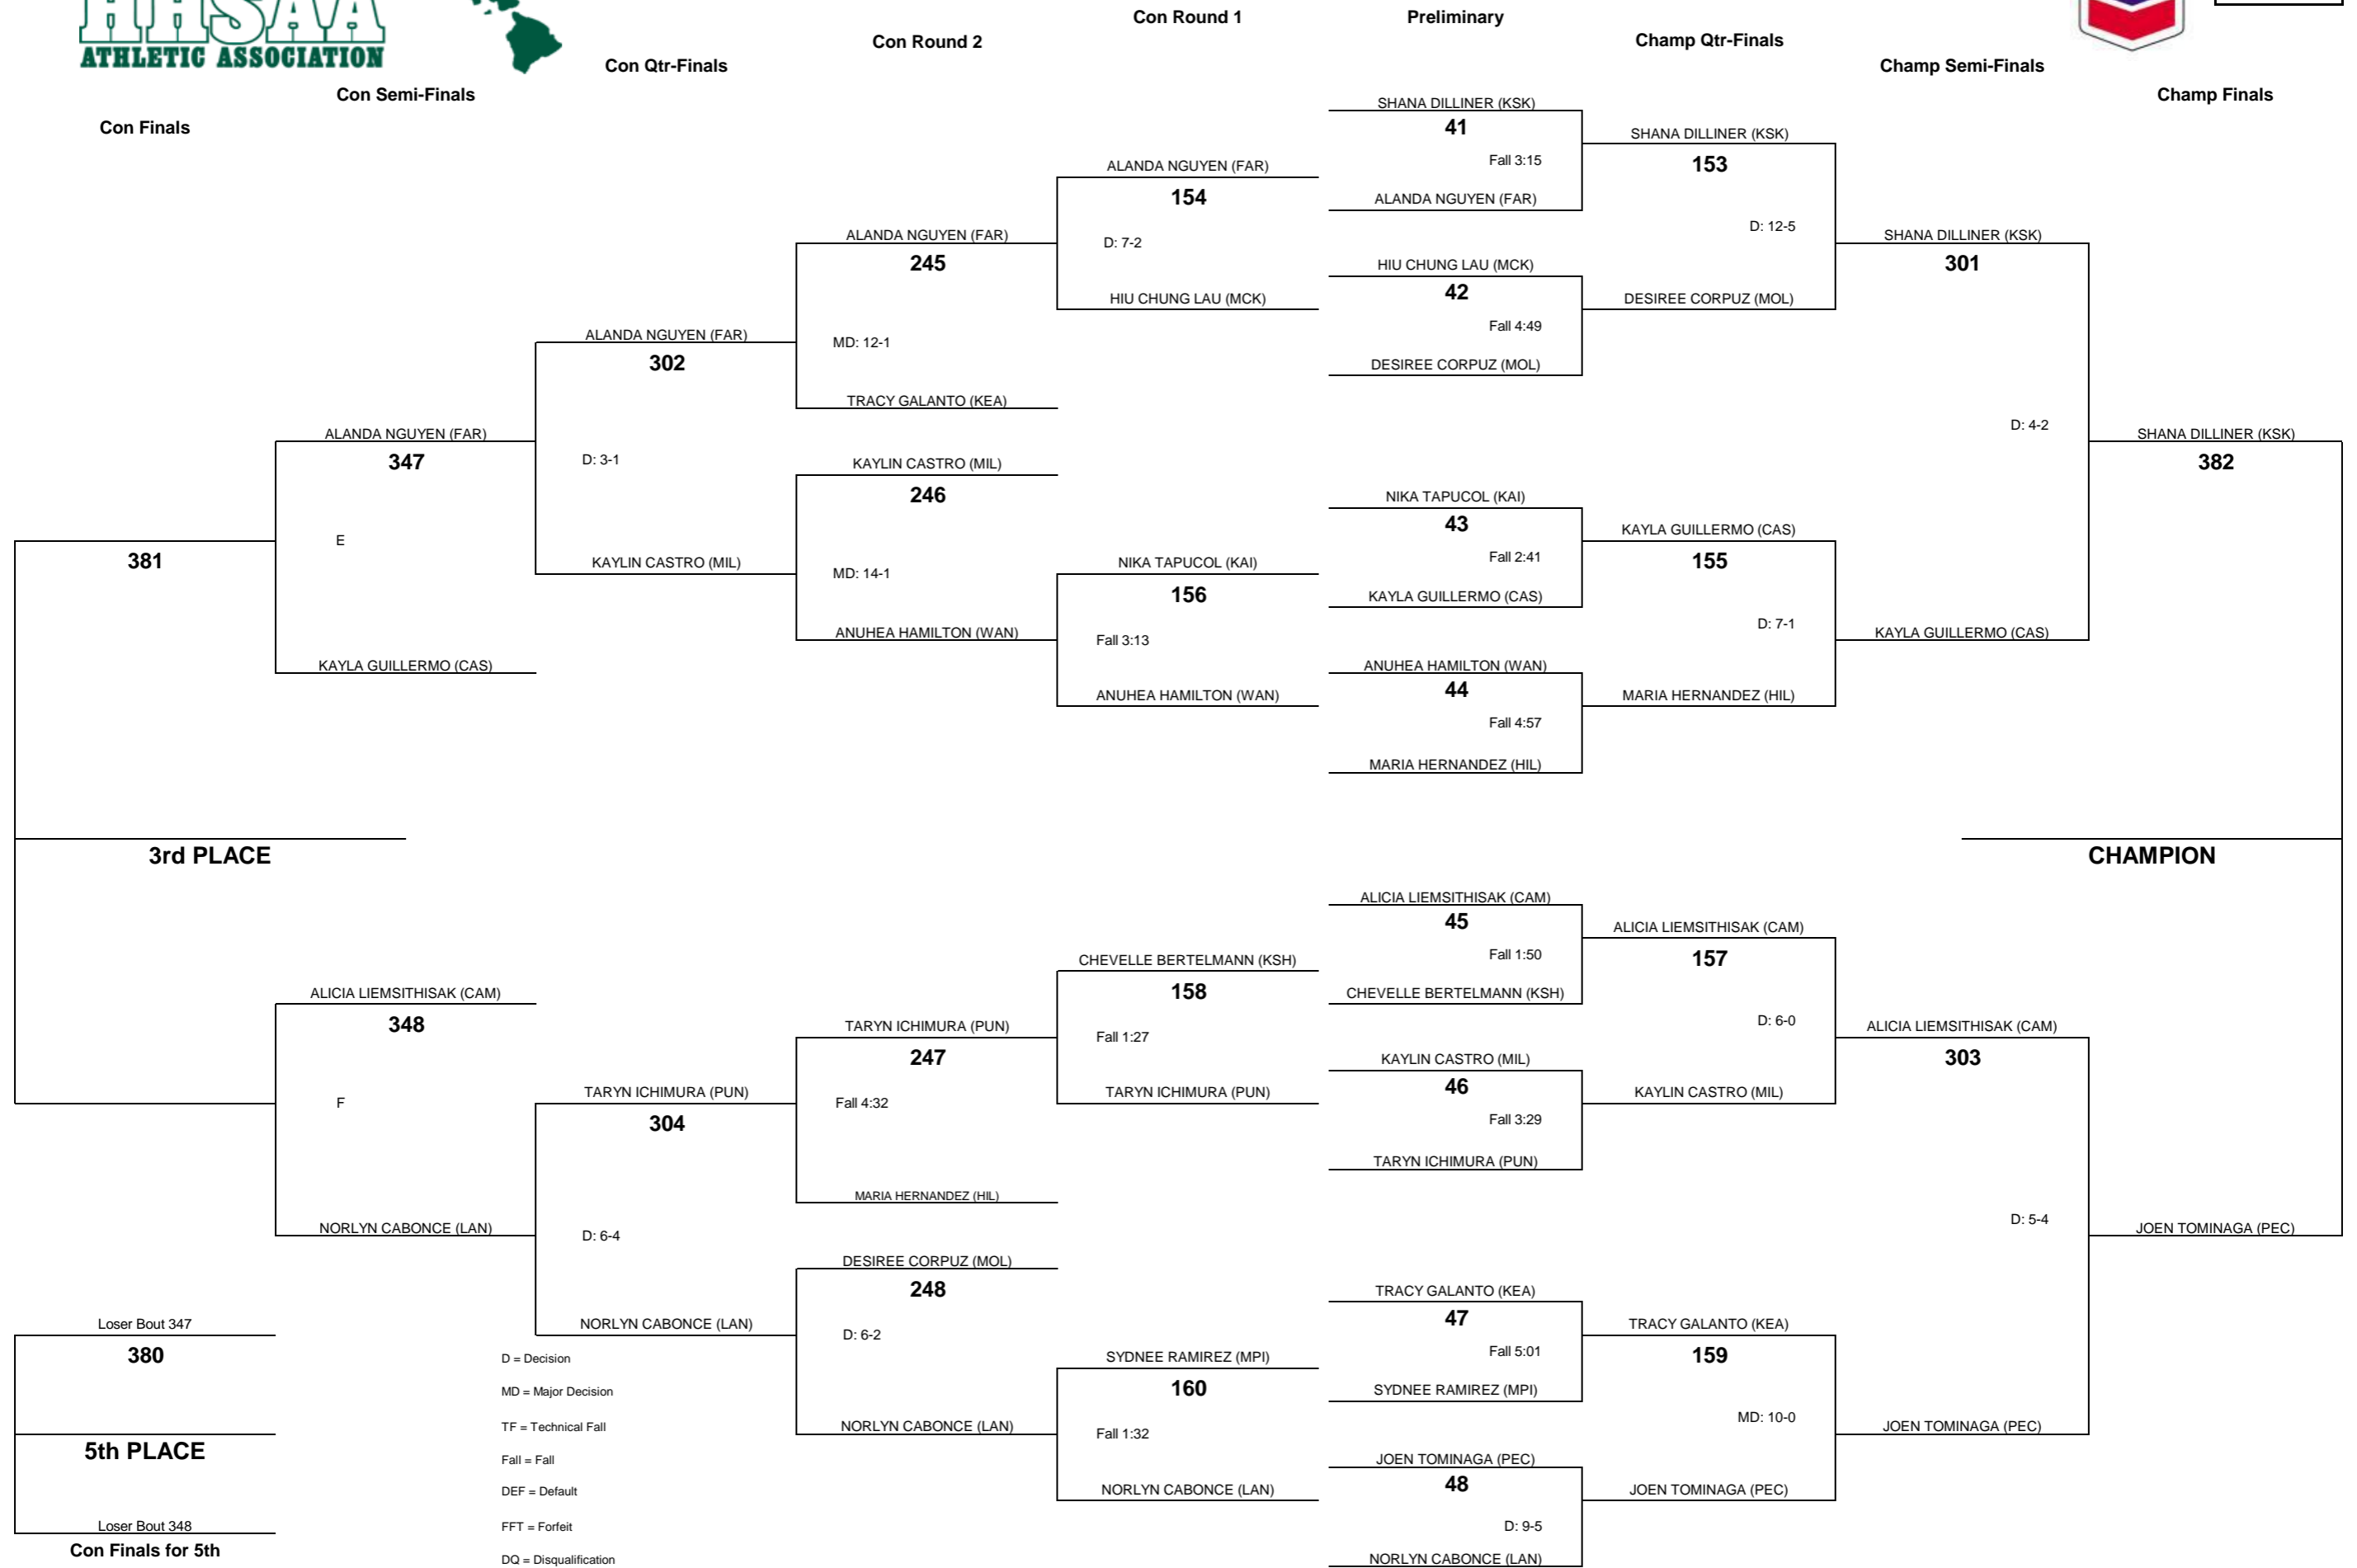 HHSAA
ATHLETIC ASSOCIATION
Con Round 1
Preliminary
Con Round 2
Champ Qtr-Finals
Con Qtr-Finals
Champ Semi-Finals
Con Semi-Finals
Champ Finals
Con Finals
SHANA DILLINER (KSK)
41
Fall 3:15
ALANDA NGUYEN (FAR)
HIU CHUNG LAU (MCK)
42
Fall 4:49
DESIREE CORPUZ (MOL)
NIKA TAPUCOL (KAI)
43
Fall 2:41
KAYLA GUILLERMO (CAS)
ANUHEA HAMILTON (WAN)
44
Fall 4:57
MARIA HERNANDEZ (HIL)
ALICIA LIEMSITHISAK (CAM)
45
Fall 1:50
CHEVELLE BERTELMANN (KSH)
KAYLIN CASTRO (MIL)
46
Fall 3:29
TARYN ICHIMURA (PUN)
TRACY GALANTO (KEA)
47
Fall 5:01
SYDNEE RAMIREZ (MPI)
JOEN TOMINAGA (PEC)
48
D: 9-5
NORLYN CABONCE (LAN)
SHANA DILLINER (KSK)
153
D: 12-5
DESIREE CORPUZ (MOL)
KAYLA GUILLERMO (CAS)
155
D: 7-1
MARIA HERNANDEZ (HIL)
ALICIA LIEMSITHISAK (CAM)
157
D: 6-0
KAYLIN CASTRO (MIL)
TRACY GALANTO (KEA)
159
MD: 10-0
JOEN TOMINAGA (PEC)
SHANA DILLINER (KSK)
301
D: 4-2
KAYLA GUILLERMO (CAS)
ALICIA LIEMSITHISAK (CAM)
303
D: 5-4
JOEN TOMINAGA (PEC)
SHANA DILLINER (KSK)
382
CHAMPION
JOEN TOMINAGA (PEC)
ALANDA NGUYEN (FAR)
154
D: 7-2
HIU CHUNG LAU (MCK)
NIKA TAPUCOL (KAI)
156
Fall 3:13
ANUHEA HAMILTON (WAN)
CHEVELLE BERTELMANN (KSH)
158
Fall 1:27
TARYN ICHIMURA (PUN)
SYDNEE RAMIREZ (MPI)
160
Fall 1:32
NORLYN CABONCE (LAN)
ALANDA NGUYEN (FAR)
245
MD: 12-1
TRACY GALANTO (KEA)
KAYLIN CASTRO (MIL)
246
MD: 14-1
ANUHEA HAMILTON (WAN)
TARYN ICHIMURA (PUN)
247
Fall 4:32
MARIA HERNANDEZ (HIL)
DESIREE CORPUZ (MOL)
248
D: 6-2
NORLYN CABONCE (LAN)
ALANDA NGUYEN (FAR)
302
D: 3-1
KAYLIN CASTRO (MIL)
TARYN ICHIMURA (PUN)
304
D: 6-4
NORLYN CABONCE (LAN)
ALANDA NGUYEN (FAR)
347
E
KAYLA GUILLERMO (CAS)
ALICIA LIEMSITHISAK (CAM)
348
F
NORLYN CABONCE (LAN)
381
3rd PLACE
Loser Bout 347
380
5th PLACE
Loser Bout 348
Con Finals for 5th
D = Decision
MD = Major Decision
TF = Technical Fall
Fall = Fall
DEF = Default
FFT = Forfeit
DQ = Disqualification